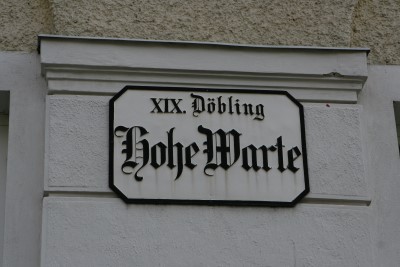 XIX. Döbling
Hohe Warte